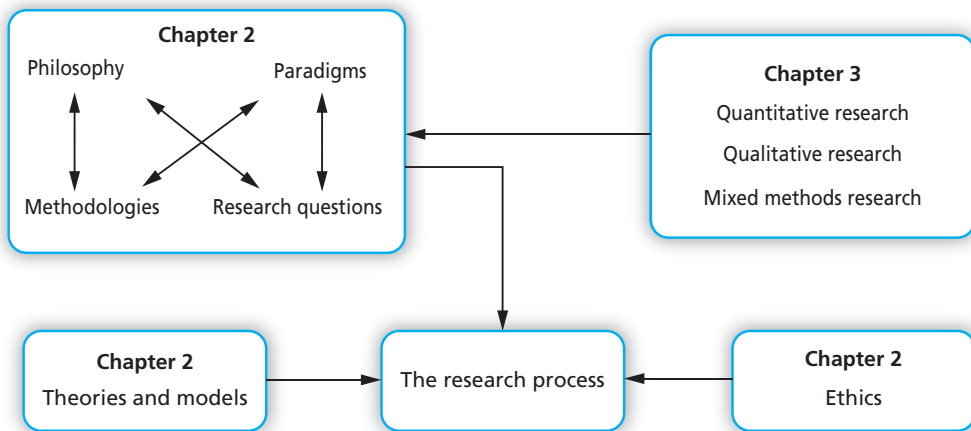 Chapter 2
Philosophy
Paradigms
Methodologies
Research questions
Chapter 3
Quantitative research
Qualitative research
Mixed methods research
Chapter 2
Theories and models
The research process
Chapter 2
Ethics